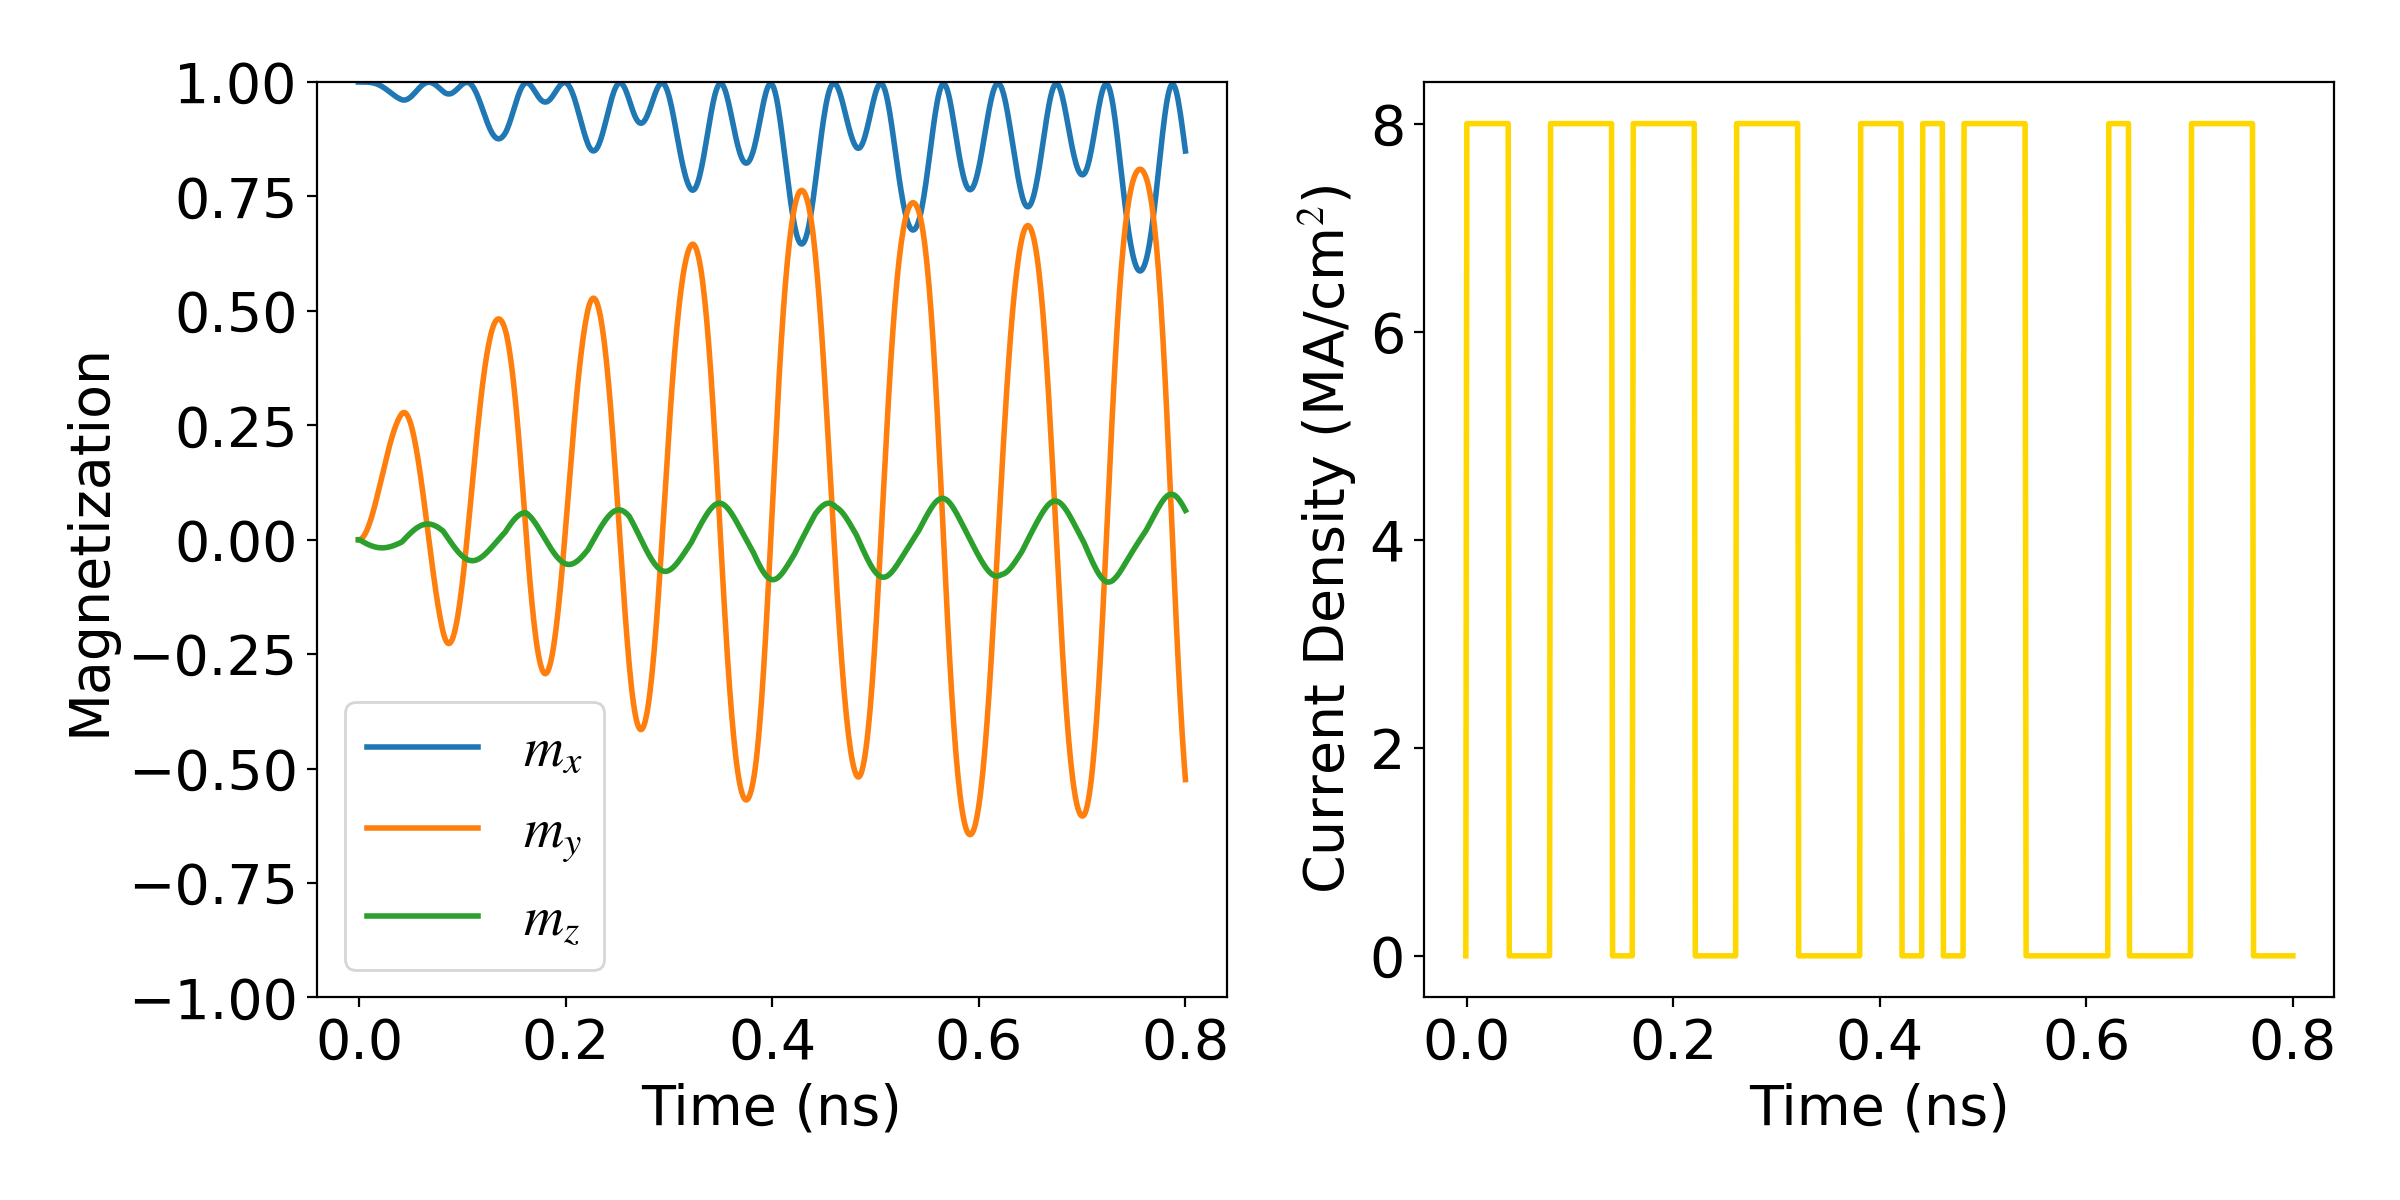 1.00
0.75
0.50
0.25
0.00
−0.25
−0.50
−0.75
−1.00
Magnetization
m_x
m_y
m_z
0.0 0.2 0.4 0.6 0.8
Time (ns)
8
6
4
2
0
Current Density (MA/cm²)
0.0 0.2 0.4 0.6 0.8
Time (ns)